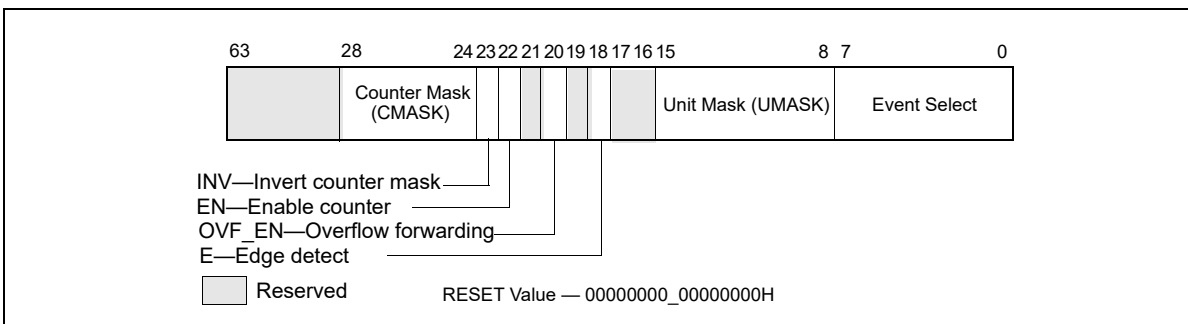 63 28 24 23 22 21 20 19 18 17 16 15 8 7 0
Counter Mask
(CMASK)
Unit Mask (UMASK)
Event Select
INV—Invert counter mask
EN—Enable counter
OVF_EN—Overflow forwarding
E—Edge detect
Reserved
RESET Value — 00000000_00000000H